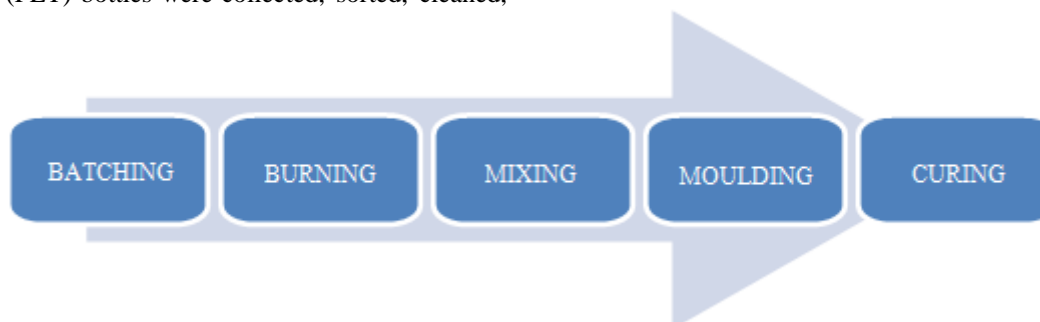 (PET) bottles were collected, sorted, cleaned,
BATCHING BURNING MIXING MOULDING CURING